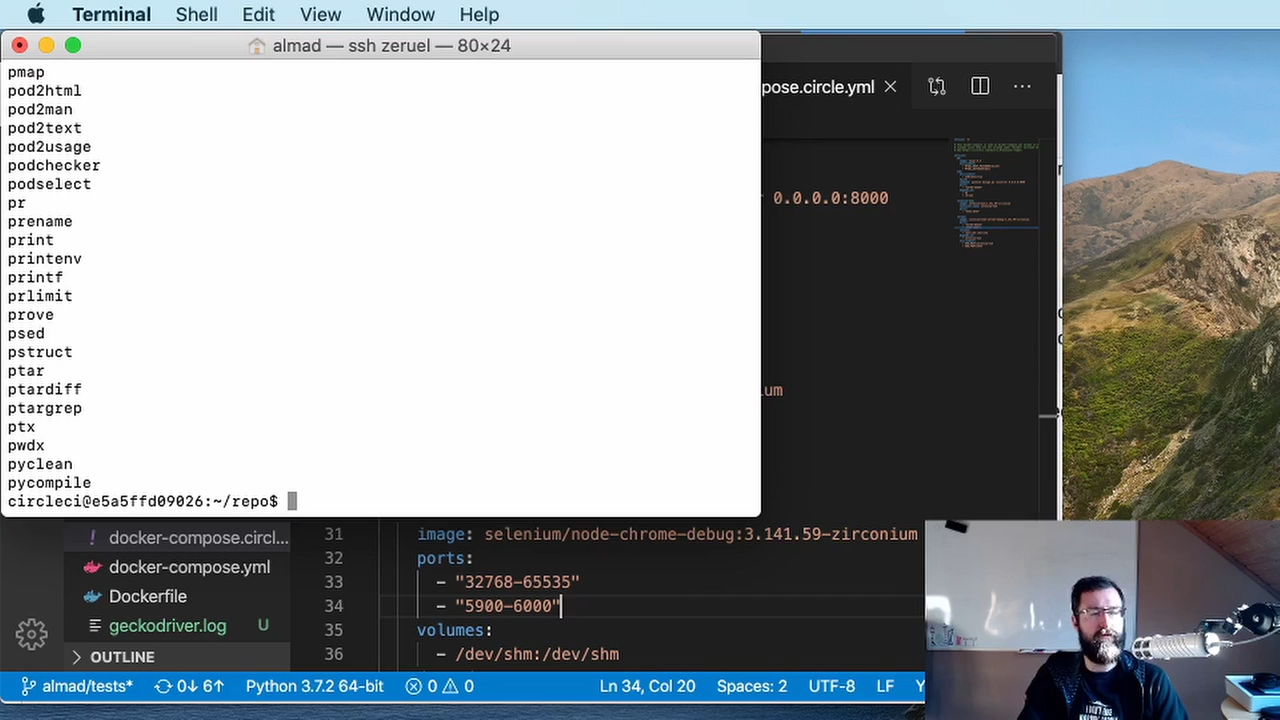 Terminal Shell Edit View Window Help
almad — ssh zeruel — 80×24
pmap
pod2html
pod2man
pod2text
pod2usage
podchecker
podselect
pr
prename
print
printenv
printf
prlimit
prove
psed
pstruct
ptar
ptardiff
ptargrep
ptx
pwdx
pyclean
pycompile
circleci@e5a5ffd09026:~/repo$
pose.circle.yml
0.0.0.0:8000
ium
docker-compose.circl...
docker-compose.yml
Dockerfile
geckodriver.log U
OUTLINE
31 image: selenium/node-chrome-debug:3.141.59-zirconium
32 ports:
33 - "32768-65535"
34 - "5900-6000"
35 volumes:
36 - /dev/shm:/dev/shm
almad/tests* 0↓ 6↑ Python 3.7.2 64-bit 0 0 Ln 34, Col 20 Spaces: 2 UTF-8 LF Y